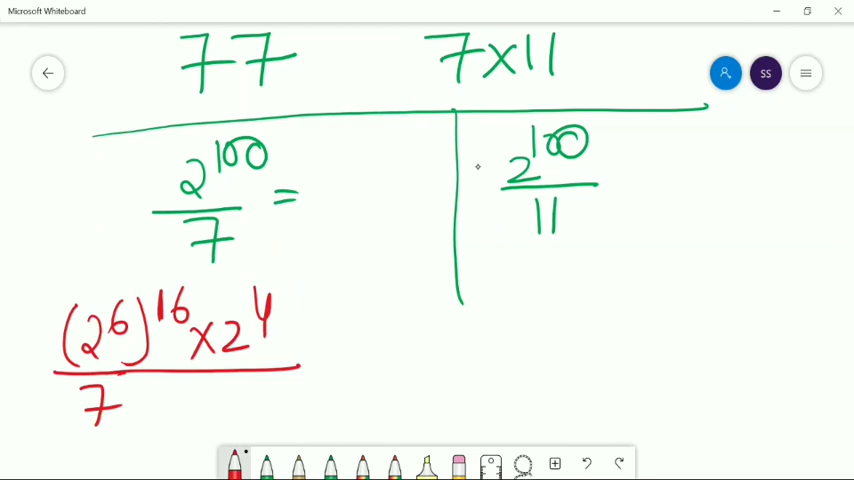 Microsoft Whiteboard
SS
77 7x11
2^100/7 = 2^100/11
(2^6)^16 x 2^4
7